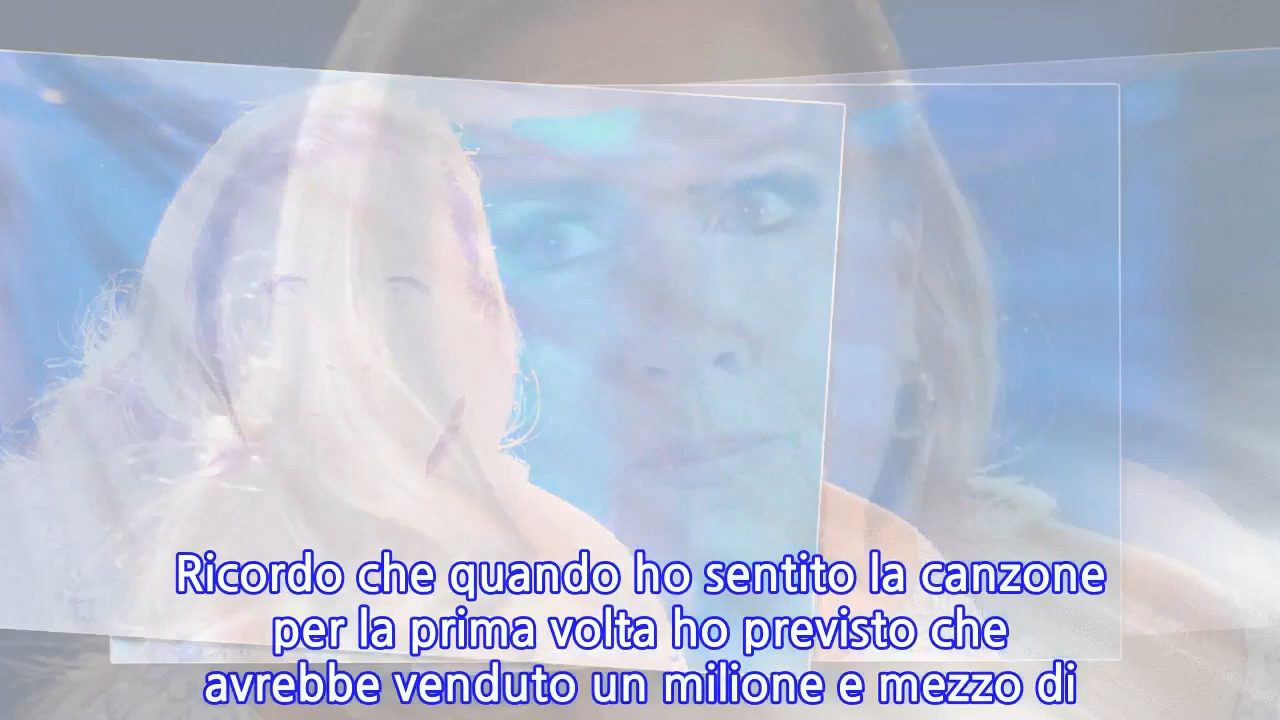 Ricordo che quando ho sentito la canzone
per la prima volta ho previsto che
avrebbe venduto un milione e mezzo di